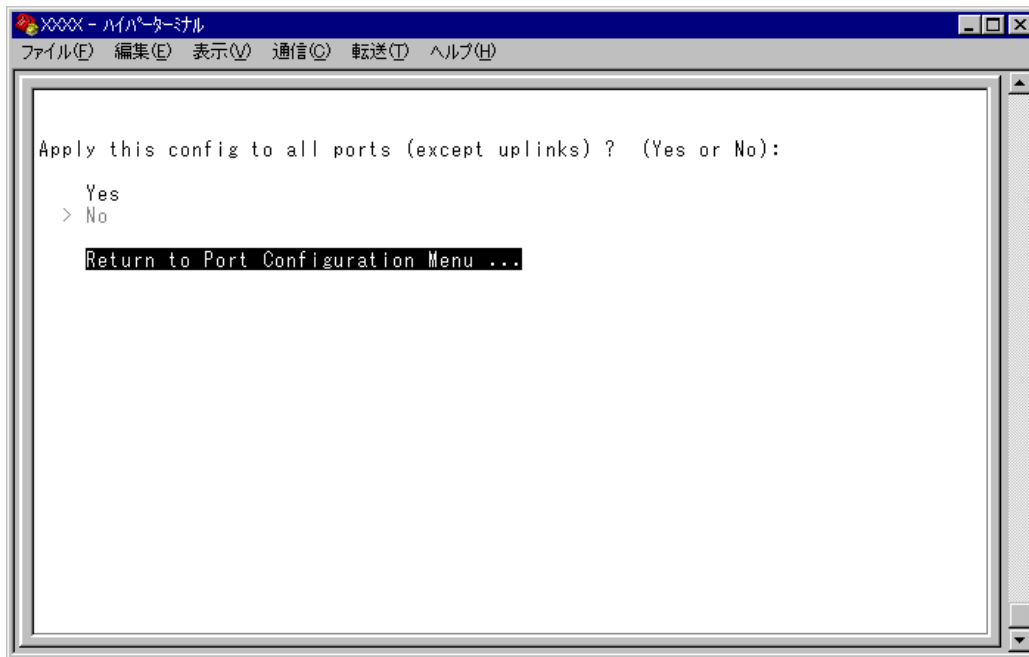 XXXX - ﾊｲﾊﾟｰﾀｰﾐﾅﾙ
ファイル(F) 編集(E) 表示(V) 通信(C) 転送(T) ヘルプ(H)
Apply this config to all ports (except uplinks) ? (Yes or No):
Yes
> No
Return to Port Configuration Menu ...